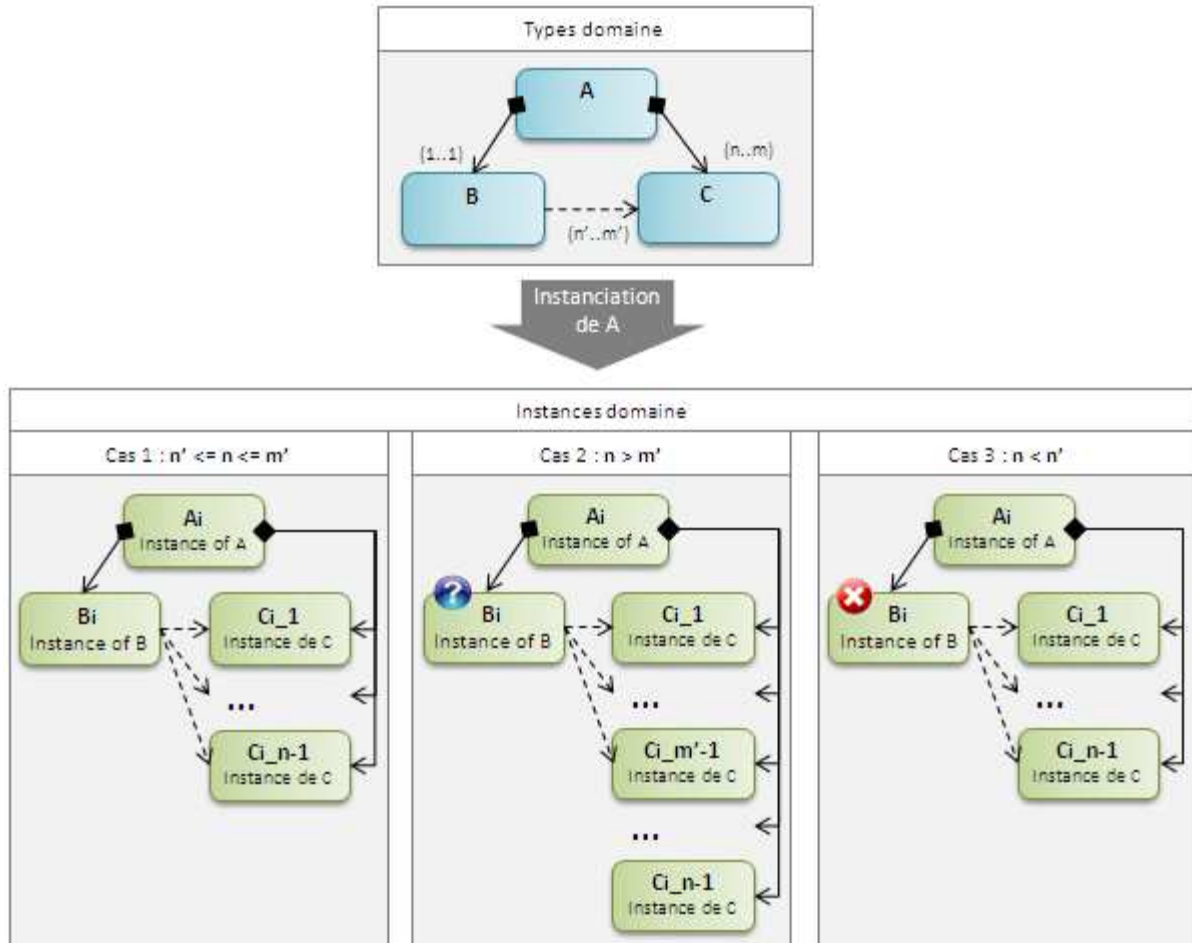 Types domaine
A
(1..1)
(n..m)
B
C
(n'..m')
Instanciation
de A
Instances domaine
Cas 1 : n' <= n <= m'
Cas 2 : n > m'
Cas 3 : n < n'
Ai
Instance of A
Ai
Instance of A
Ai
Instance of A
Bi
Instance of B
Ci_1
Instance de C
?
Bi
Instance of B
Ci_1
Instance de C
Bi
Instance of B
Ci_1
Instance de C
...
...
...
Ci_n-1
Instance de C
Ci_m'-1
Instance de C
Ci_n-1
Instance de C
...
Ci_n-1
Instance de C